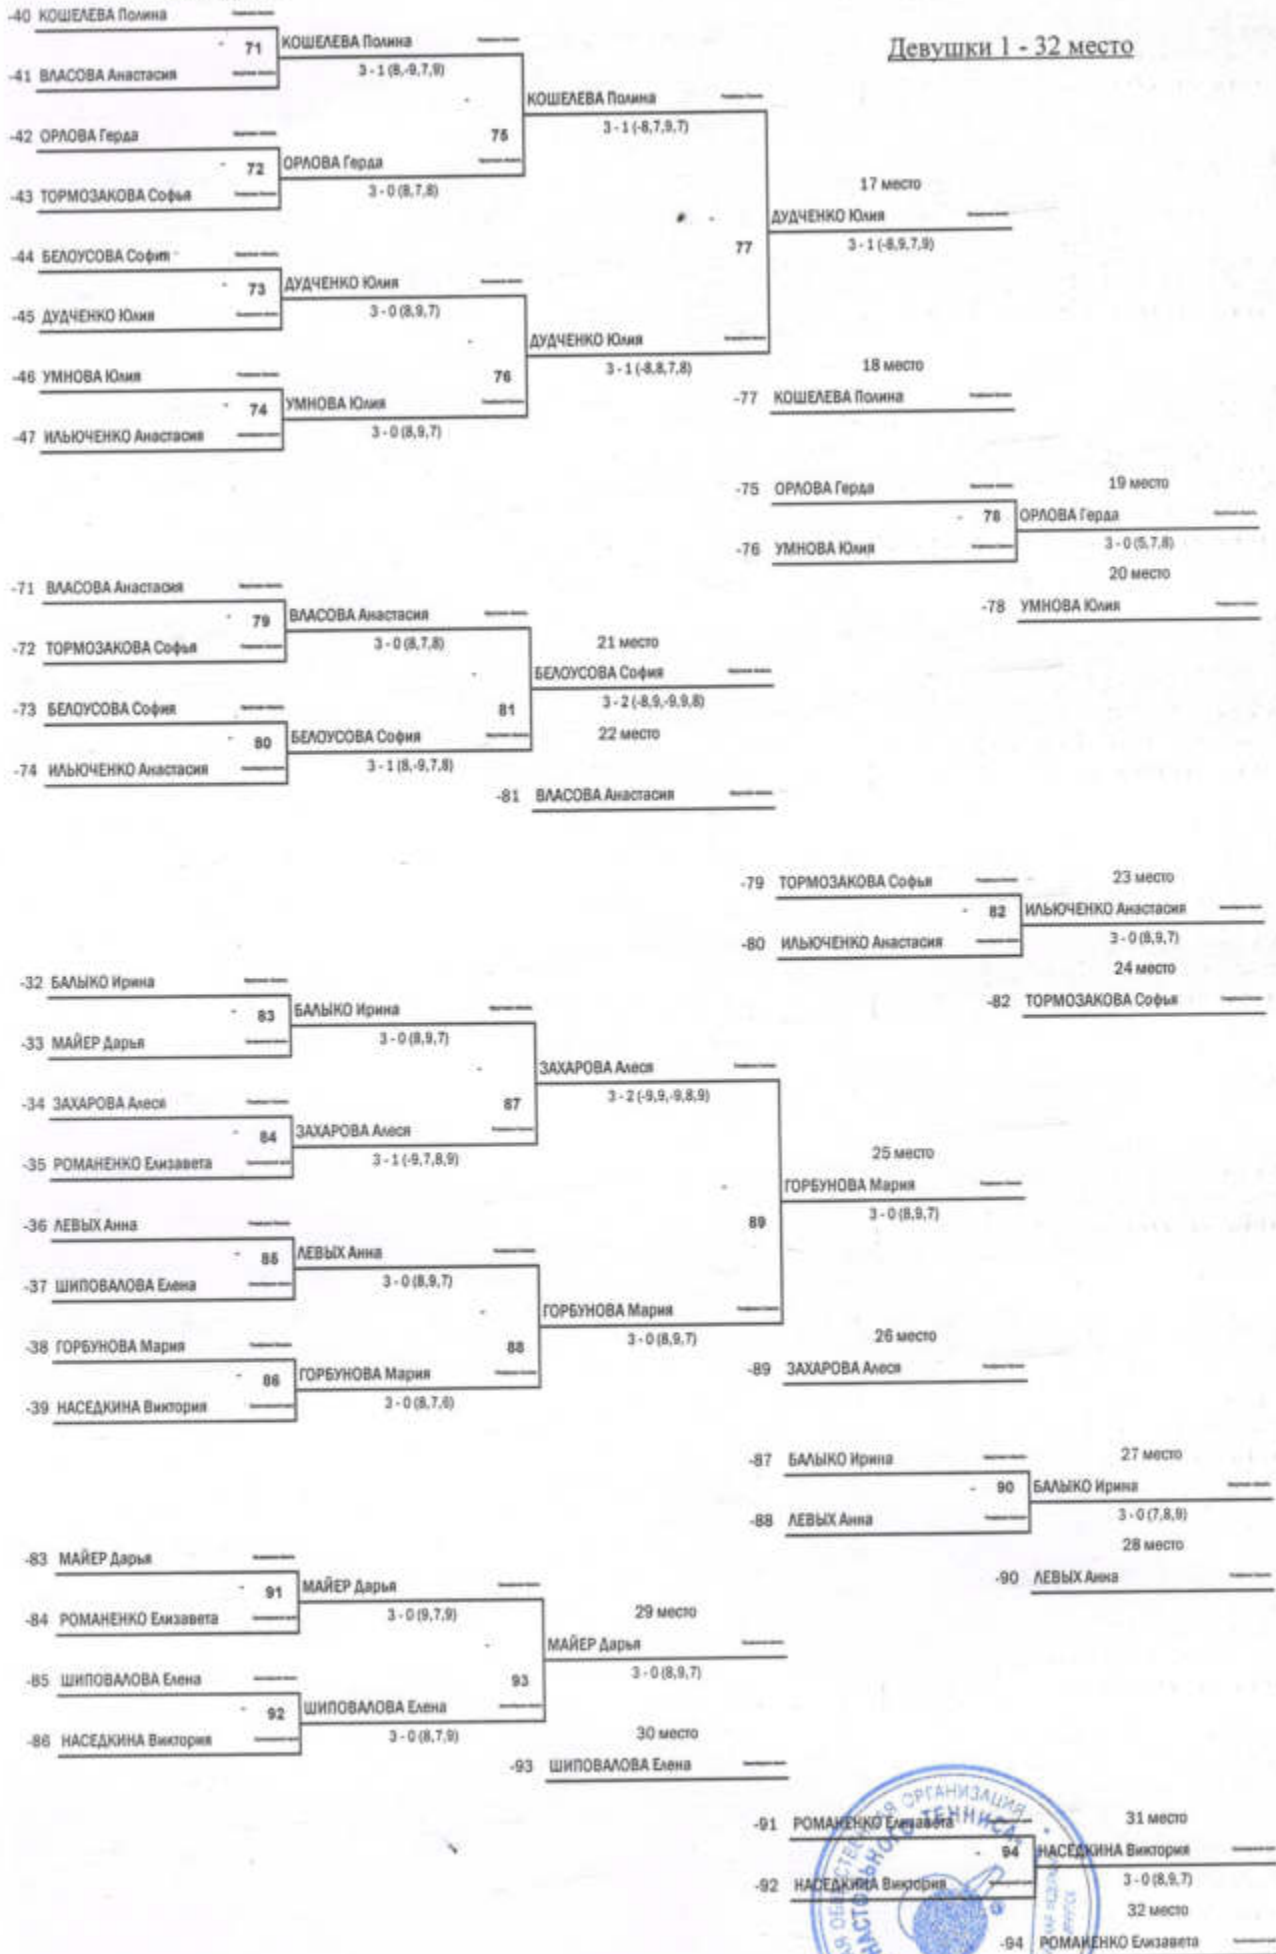 -40 КОШЕЛЕВА Полина
71 КОШЕЛЕВА Полина
Девушки 1 - 32 место
3 - 1 (8,-9,7,9)
-41 ВЛАСОВА Анастасия
КОШЕЛЕВА Полина
3 - 1 (-8,7,9,7)
-42 ОРЛОВА Герда
75
72 ОРЛОВА Герда
3 - 0 (8,7,8)
-43 ТОРМОЗАКОВА Софья
17 место
ДУДЧЕНКО Юлия
77
3 - 1 (-8,9,7,9)
-44 БЕЛОУСОВА София
73 ДУДЧЕНКО Юлия
3 - 0 (8,9,7)
-45 ДУДЧЕНКО Юлия
ДУДЧЕНКО Юлия
3 - 1 (-8,8,7,8)
18 место
-46 УМНОВА Юлия
76
-77 КОШЕЛЕВА Полина
74 УМНОВА Юлия
3 - 0 (8,9,7)
-47 ИЛЬЮЧЕНКО Анастасия
-75 ОРЛОВА Герда
19 место
78 ОРЛОВА Герда
3 - 0 (5,7,8)
-76 УМНОВА Юлия
20 место
-78 УМНОВА Юлия
-71 ВЛАСОВА Анастасия
79 ВЛАСОВА Анастасия
3 - 0 (8,7,8)
-72 ТОРМОЗАКОВА Софья
21 место
БЕЛОУСОВА София
3 - 2 (-8,9,-9,9,8)
-73 БЕЛОУСОВА София
81
22 место
80 БЕЛОУСОВА София
3 - 1 (8,-9,7,8)
-74 ИЛЬЮЧЕНКО Анастасия
-81 ВЛАСОВА Анастасия
-79 ТОРМОЗАКОВА Софья
23 место
82 ИЛЬЮЧЕНКО Анастасия
3 - 0 (8,9,7)
-80 ИЛЬЮЧЕНКО Анастасия
24 место
-82 ТОРМОЗАКОВА Софья
-32 БАЛЫКО Ирина
83 БАЛЫКО Ирина
3 - 0 (8,9,7)
-33 МАЙЕР Дарья
ЗАХАРОВА Алеся
3 - 2 (-9,9,-9,8,9)
-34 ЗАХАРОВА Алеся
87
84 ЗАХАРОВА Алеся
3 - 1 (-9,7,8,9)
-35 РОМАНЕНКО Елизавета
25 место
ГОРБУНОВА Мария
89
3 - 0 (8,9,7)
-36 ЛЕВЫХ Анна
85 ЛЕВЫХ Анна
3 - 0 (8,9,7)
-37 ШИПОВАЛОВА Елена
ГОРБУНОВА Мария
3 - 0 (8,9,7)
26 место
-38 ГОРБУНОВА Мария
88
-89 ЗАХАРОВА Алеся
86 ГОРБУНОВА Мария
3 - 0 (8,7,6)
-39 НАСЕДКИНА Виктория
-87 БАЛЫКО Ирина
27 место
90 БАЛЫКО Ирина
3 - 0 (7,8,9)
-88 ЛЕВЫХ Анна
28 место
-90 ЛЕВЫХ Анна
-83 МАЙЕР Дарья
91 МАЙЕР Дарья
3 - 0 (9,7,9)
-84 РОМАНЕНКО Елизавета
29 место
МАЙЕР Дарья
3 - 0 (8,9,7)
-85 ШИПОВАЛОВА Елена
93
92 ШИПОВАЛОВА Елена
3 - 0 (8,7,9)
-86 НАСЕДКИНА Виктория
30 место
-93 ШИПОВАЛОВА Елена
-91 РОМАНЕНКО Елизавета
31 место
94 НАСЕДКИНА Виктория
3 - 0 (8,9,7)
-92 НАСЕДКИНА Виктория
32 место
-94 РОМАНЕНКО Елизавета
ОРГАНИЗАЦИЯ
НАСТОЛЬНОГО ТЕННИСА